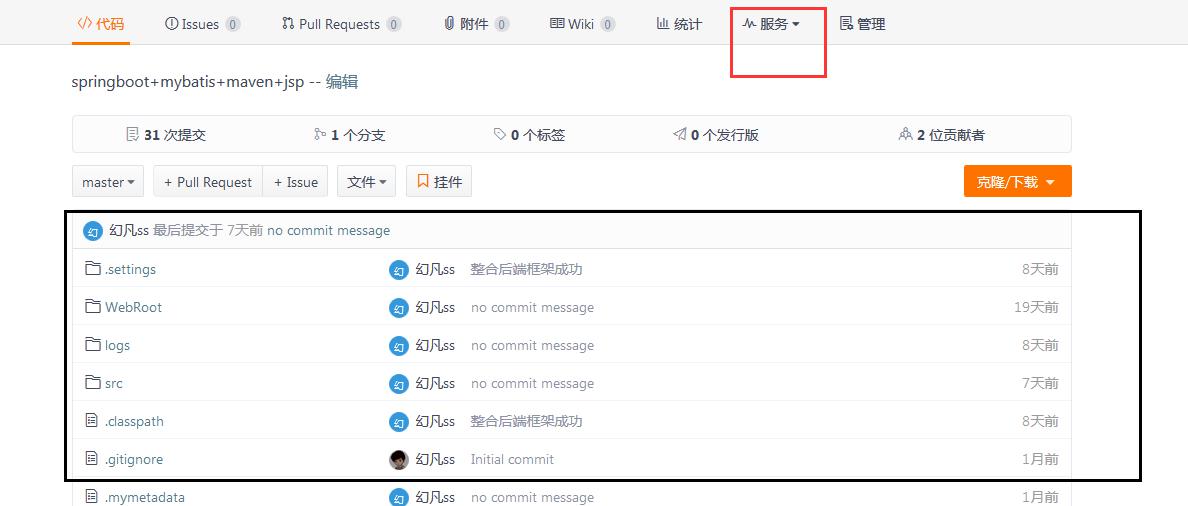 代码 Issues 0 Pull Requests 0 附件 0 Wiki 0 统计 服务 管理
springboot+mybatis+maven+jsp -- 编辑
31 次提交 1 个分支 0 个标签 0 个发行版 2 位贡献者
master + Pull Request + Issue 文件 挂件 克隆/下载
幻 幻凡ss 最后提交于 7天前 no commit message
.settings 幻 幻凡ss 整合后端框架成功 8天前
WebRoot 幻 幻凡ss no commit message 19天前
logs 幻 幻凡ss no commit message 8天前
src 幻 幻凡ss no commit message 7天前
.classpath 幻 幻凡ss 整合后端框架成功 8天前
.gitignore 幻凡ss Initial commit 1月前
.mymetadata 幻 幻凡ss no commit message 1月前